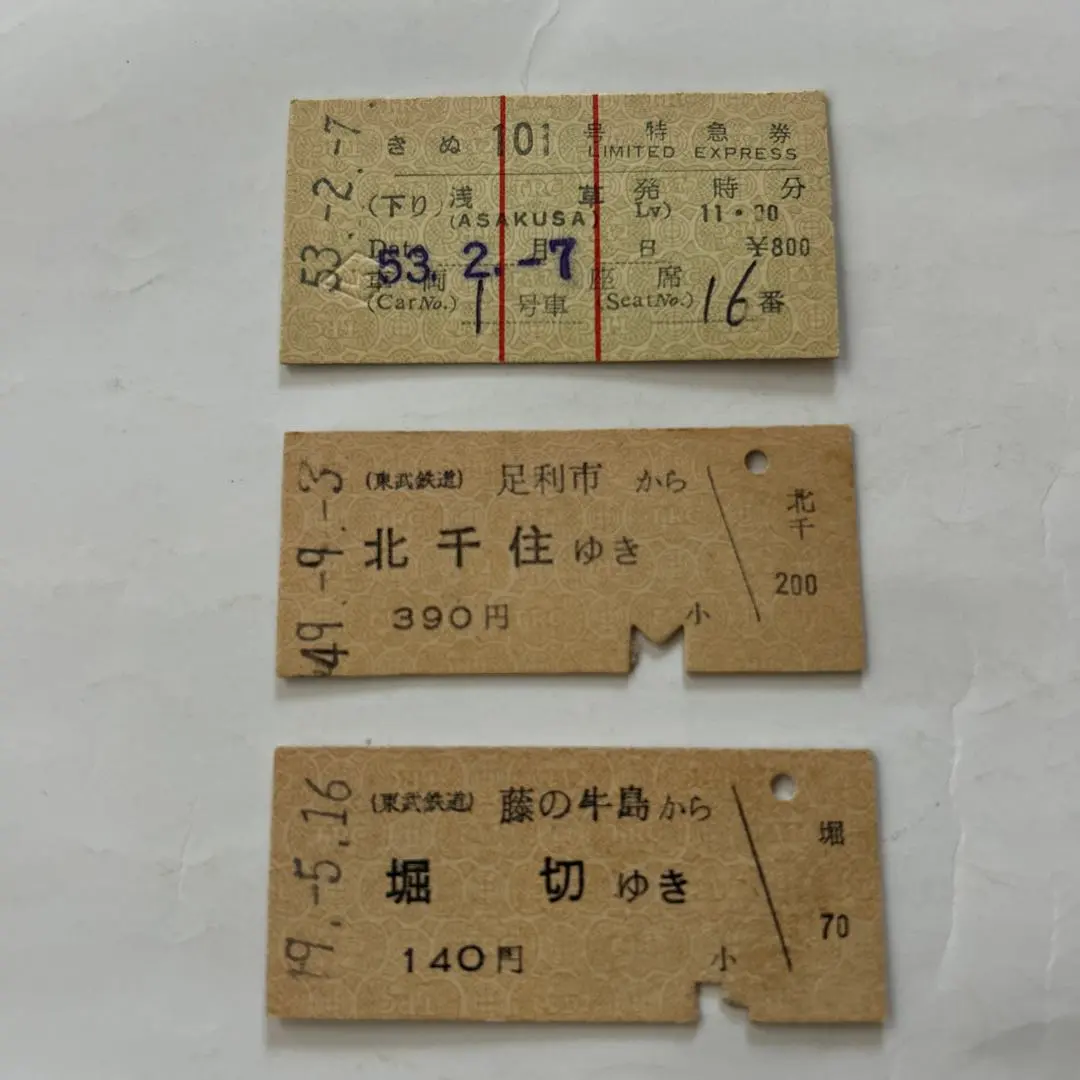 53.-2.-7
きぬ 101 号特急券
LIMITED EXPRESS
(下り) 浅草発 時分
(ASAKUSA) Lv) 11・00
Date 53.2.-7 月 日 ¥800
車両 座席
(Car No.) 1 号車 (Seat No.) 16 番
49.-9.-3
(東武鉄道) 足利市 から
北千住 ゆき
390円 小
北千
200
49.-5.16
(東武鉄道) 藤の牛島 から
堀切 ゆき
140円 小
堀
70